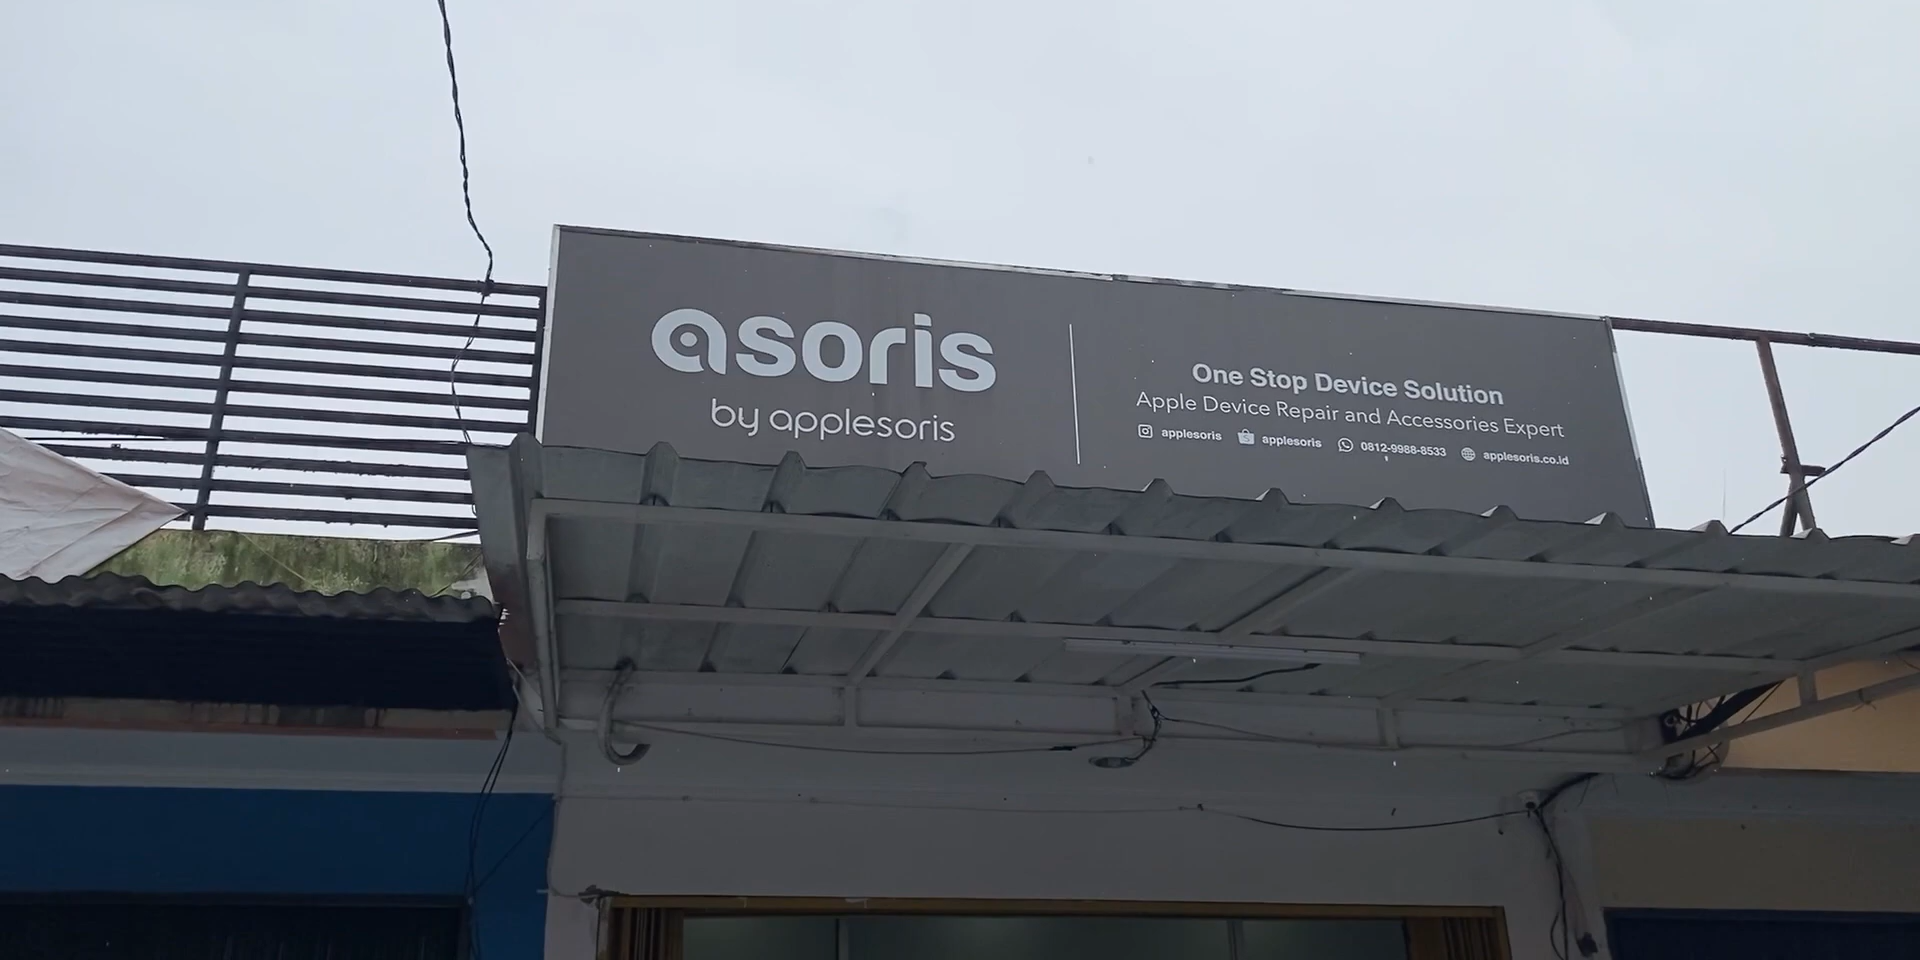 asoris
by applesoris
One Stop Device Solution
Apple Device Repair and Accessories Expert
applesoris applesoris 0812-9988-8533 applesoris.co.id